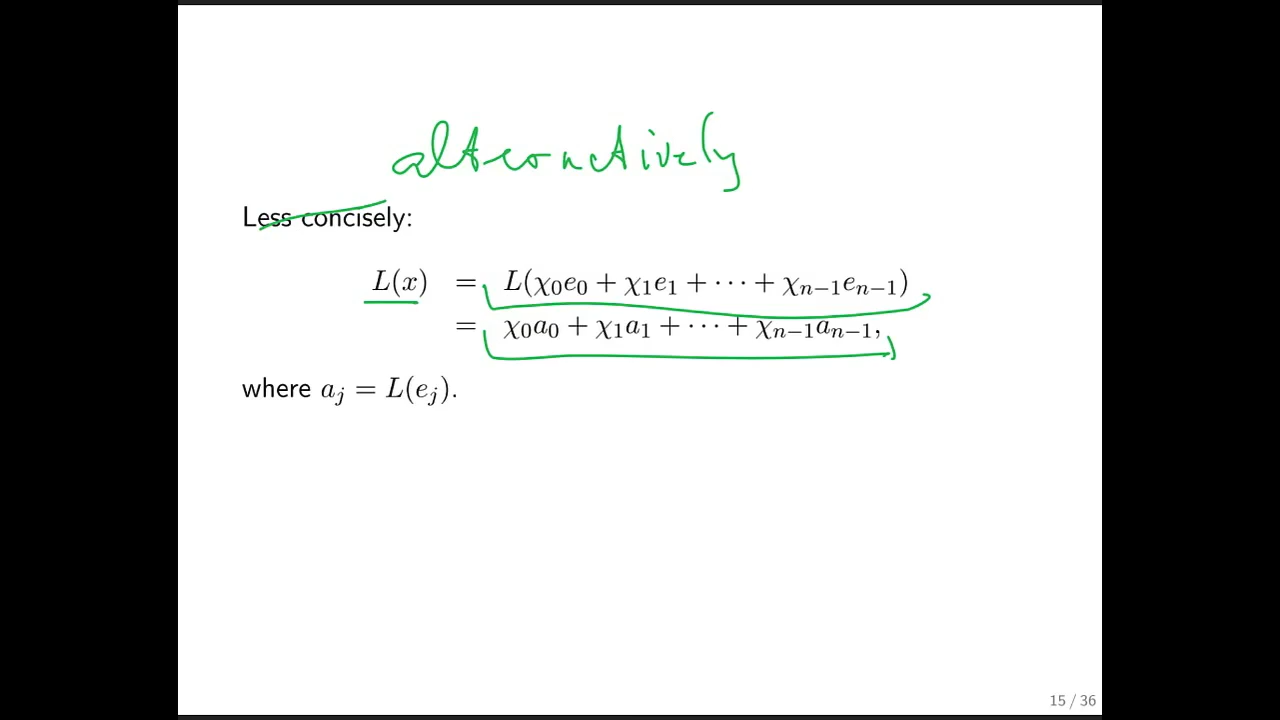 alternatively
Less concisely:
L(x) = L(χ₀e₀ + χ₁e₁ + ⋯ + χₙ₋₁eₙ₋₁)
= χ₀a₀ + χ₁a₁ + ⋯ + χₙ₋₁aₙ₋₁,
where aⱼ = L(eⱼ).
15 / 36